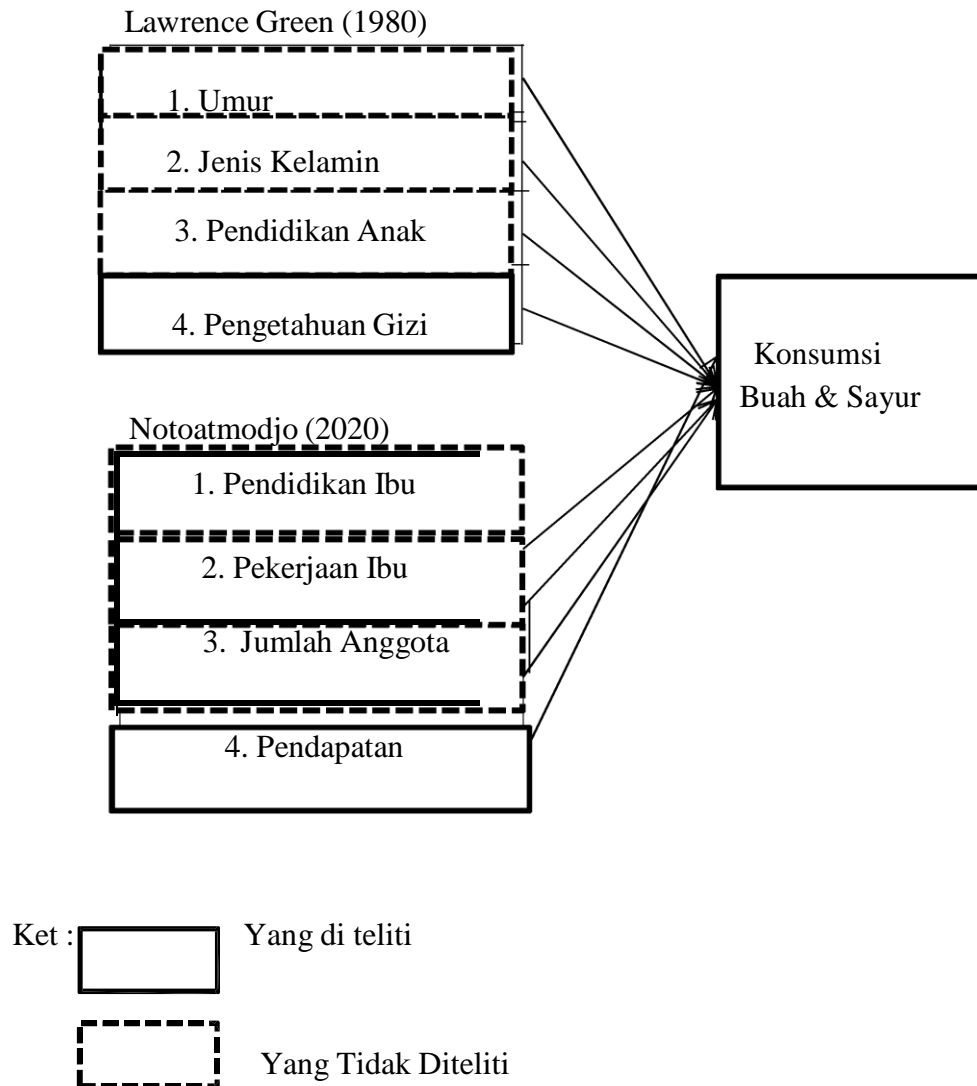 Lawrence Green (1980)
1. Umur
2. Jenis Kelamin
3. Pendidikan Anak
4. Pengetahuan Gizi
Konsumsi
Buah & Sayur
Notoatmodjo (2020)
1. Pendidikan Ibu
2. Pekerjaan Ibu
3. Jumlah Anggota
4. Pendapatan
Ket :
Yang di teliti
Yang Tidak Diteliti